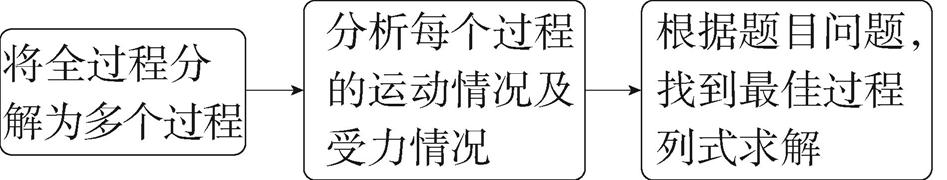 将全过程分
解为多个过程
分析每个过程
的运动情况及
受力情况
根据题目问题，
找到最佳过程
列式求解